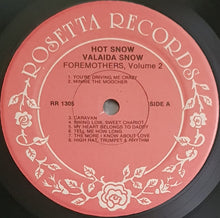 ROSETTA RECORDS
HOT SNOW
VALAIDA SNOW
FOREMOTHERS, Volume 2
1. YOU'RE DRIVING ME CRAZY
2. MINNIE THE MOOCHER
RR 1305
SIDE A
3. CARAVAN
4. SWING LOW, SWEET CHARIOT
5. MY HEART BELONGS TO DADDY
6. TELL ME HOW LONG
7. THE MORE I KNOW ABOUT LOVE
8. HIGH HAT, TRUMPET & RHYTHM